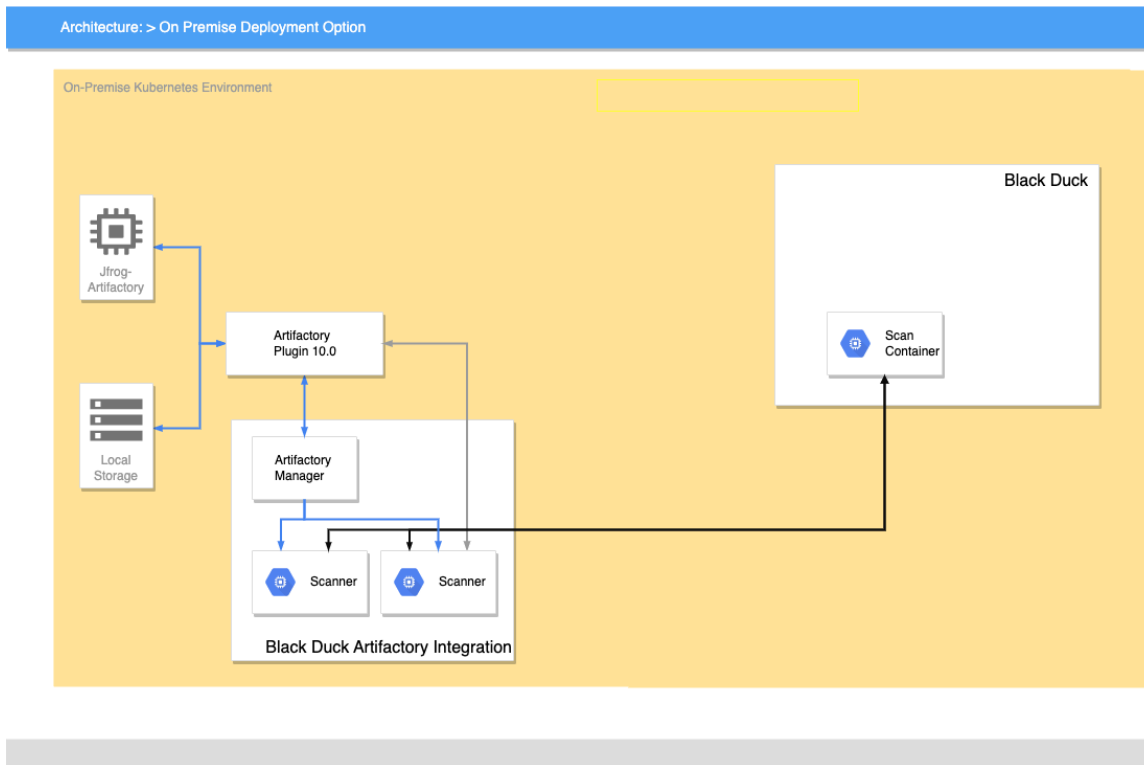 Architecture: > On Premise Deployment Option
On-Premise Kubernetes Environment
Black Duck
Jfrog-
Artifactory
Artifactory
Plugin 10.0
Scan
Container
Local
Storage
Artifactory
Manager
Scanner
Scanner
Black Duck Artifactory Integration